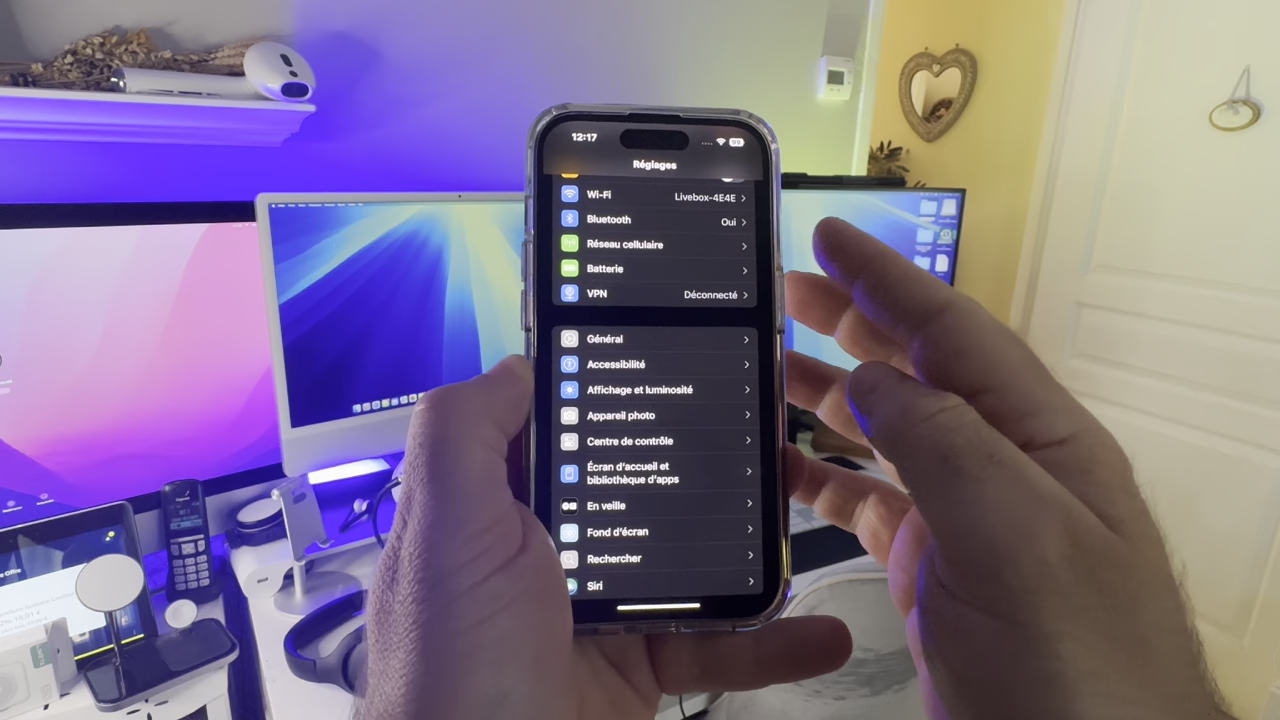 12:17
99
Réglages
Wi-Fi Livebox-4E4E
Bluetooth Oui
Réseau cellulaire
Batterie
VPN Déconnecté
Général
Accessibilité
Affichage et luminosité
Appareil photo
Centre de contrôle
Écran d'accueil et
bibliothèque d'apps
En veille
Fond d'écran
Rechercher
Siri